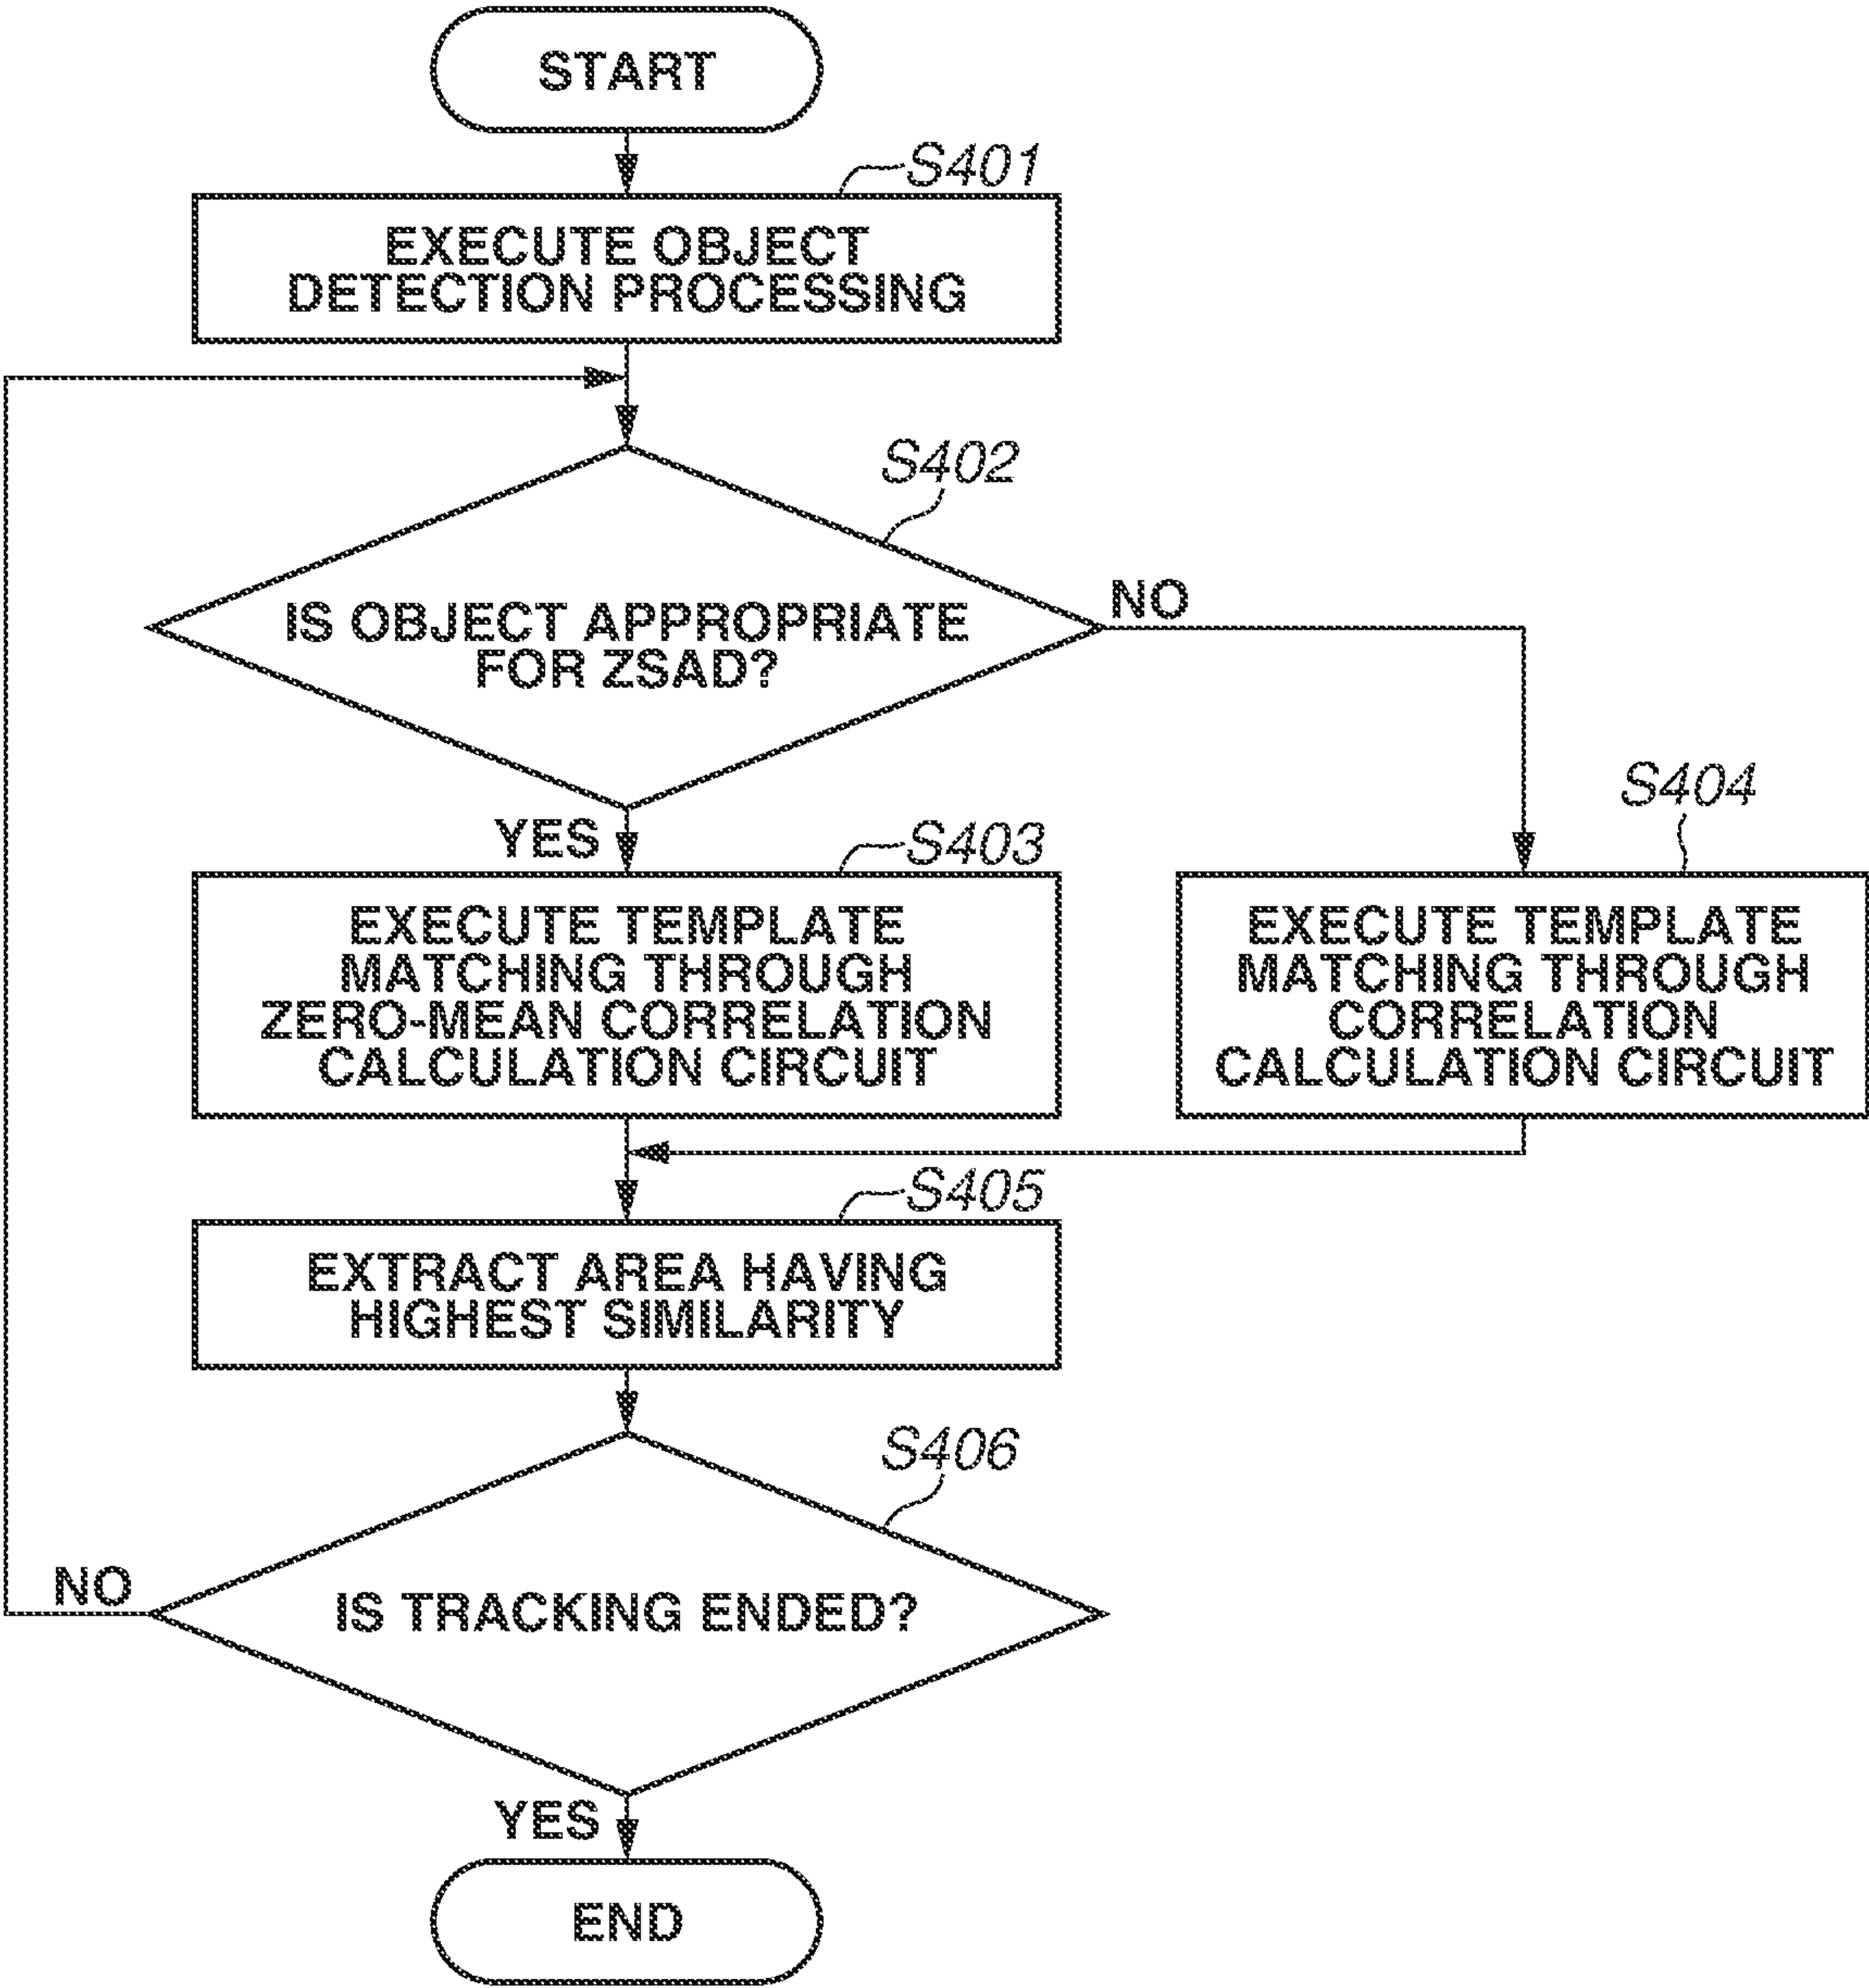 START
S401
EXECUTE OBJECT
DETECTION PROCESSING
S402
IS OBJECT APPROPRIATE
FOR ZSAD?
NO
YES
S403
EXECUTE TEMPLATE
MATCHING THROUGH
ZERO-MEAN CORRELATION
CALCULATION CIRCUIT
S404
EXECUTE TEMPLATE
MATCHING THROUGH
CORRELATION
CALCULATION CIRCUIT
S405
EXTRACT AREA HAVING
HIGHEST SIMILARITY
S406
IS TRACKING ENDED?
NO
YES
END